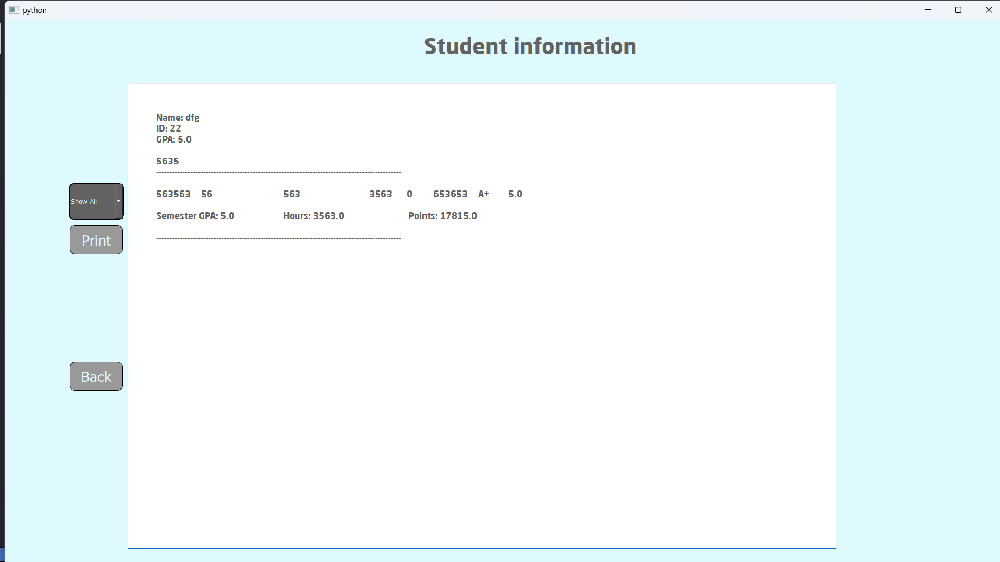 python
Student information
Name: dfg
ID: 22
GPA: 5.0
5635
----------------------------------------------------------------------------------------------
563563 56 563 3563 0 653653 A+ 5.0
Semester GPA: 5.0 Hours: 3563.0 Points: 17815.0
----------------------------------------------------------------------------------------------
Show All
Print
Back